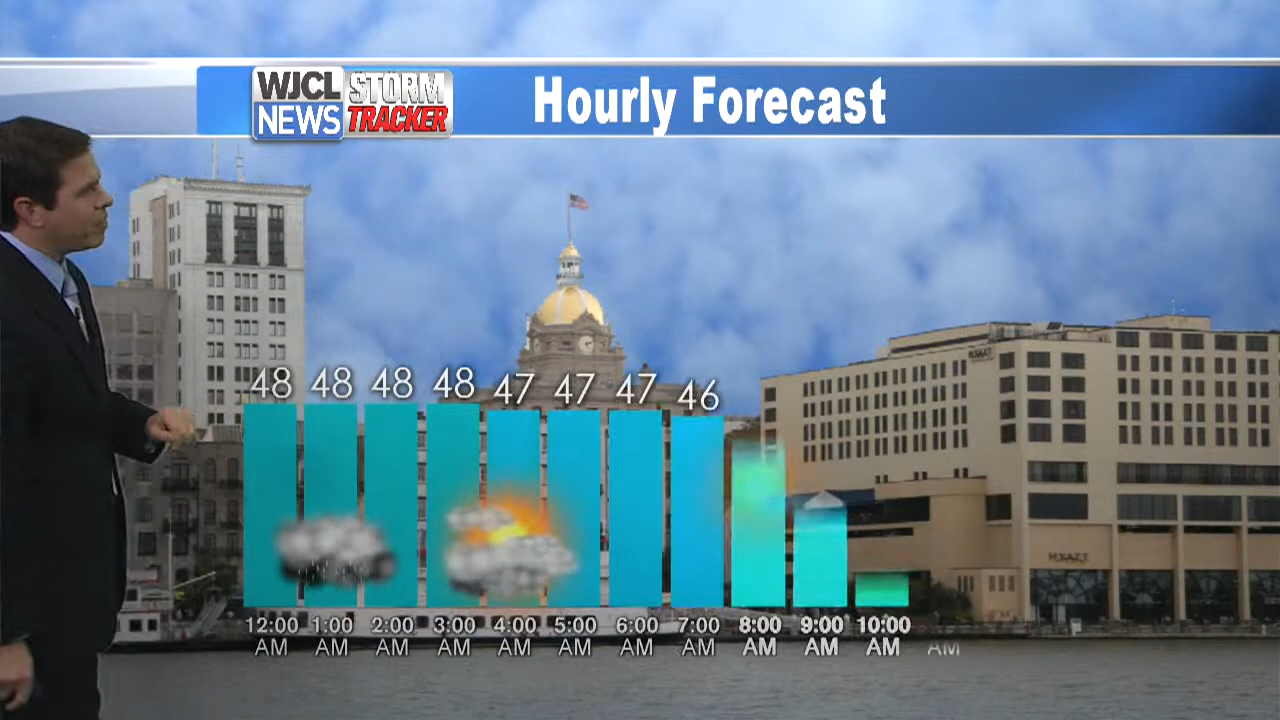 WJCL
NEWS
STORM
TRACKER
Hourly Forecast
HYATT
48 48 48 48 47 47 47 46
HYATT
12:00 1:00 2:00 3:00 4:00 5:00 6:00 7:00 8:00 9:00 10:00
AM AM AM AM AM AM AM AM AM AM AM AM